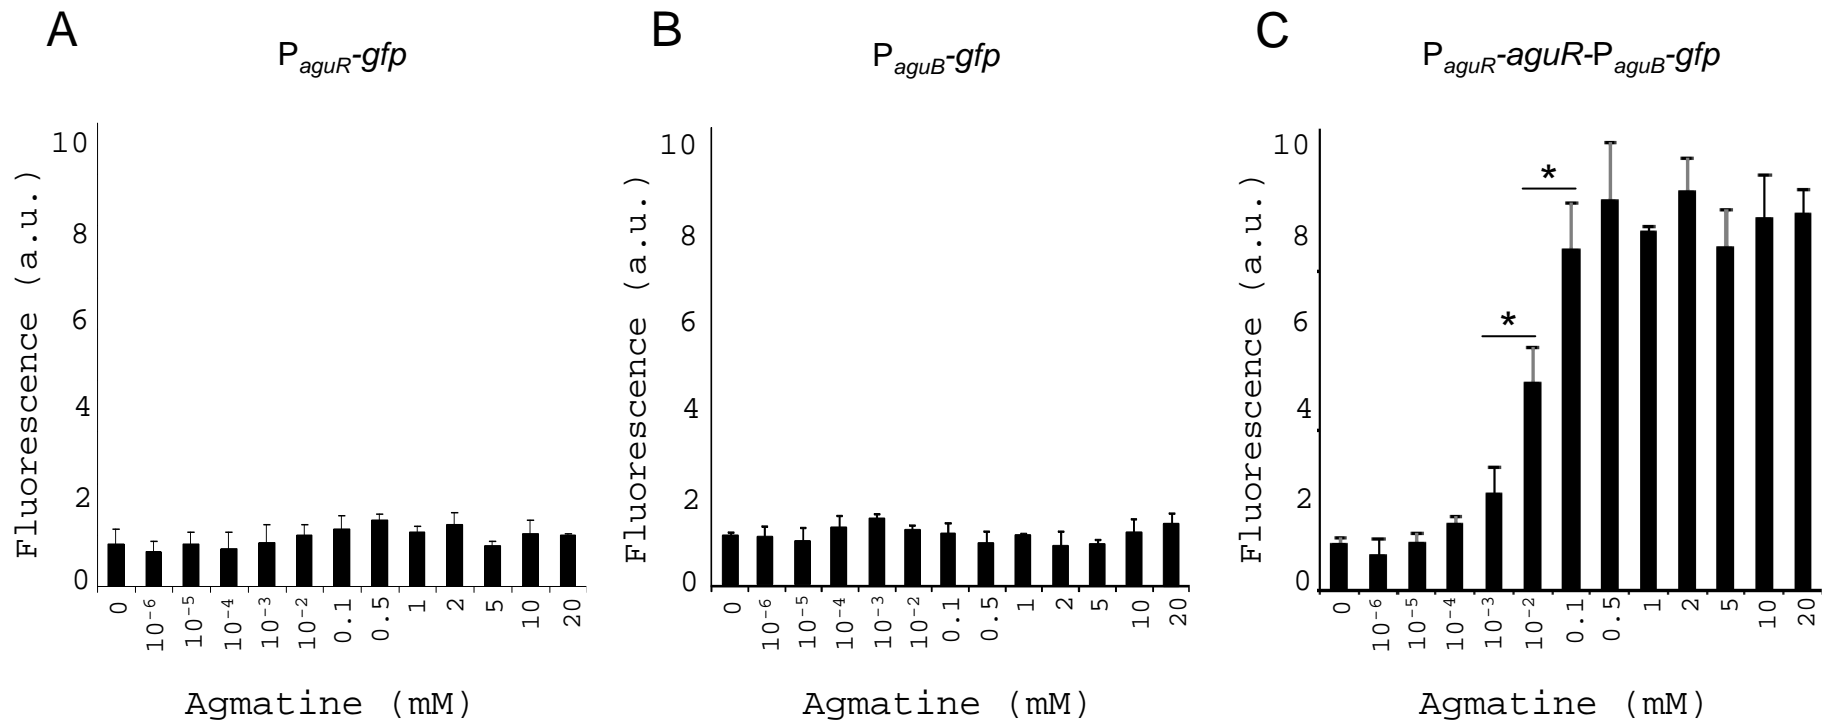 A
P_aguR-gfp
Fluorescence (a.u.)
10
8
6
4
2
0
0 10⁻⁶ 10⁻⁵ 10⁻⁴ 10⁻³ 10⁻² 0.1 0.5 1 2 5 10 20
Agmatine (mM)
B
P_aguB-gfp
Fluorescence (a.u.)
10
8
6
4
2
0
0 10⁻⁶ 10⁻⁵ 10⁻⁴ 10⁻³ 10⁻² 0.1 0.5 1 2 5 10 20
Agmatine (mM)
C
P_aguR-aguR-P_aguB-gfp
Fluorescence (a.u.)
10
8
6
4
2
0
*
*
0 10⁻⁶ 10⁻⁵ 10⁻⁴ 10⁻³ 10⁻² 0.1 0.5 1 2 5 10 20
Agmatine (mM)